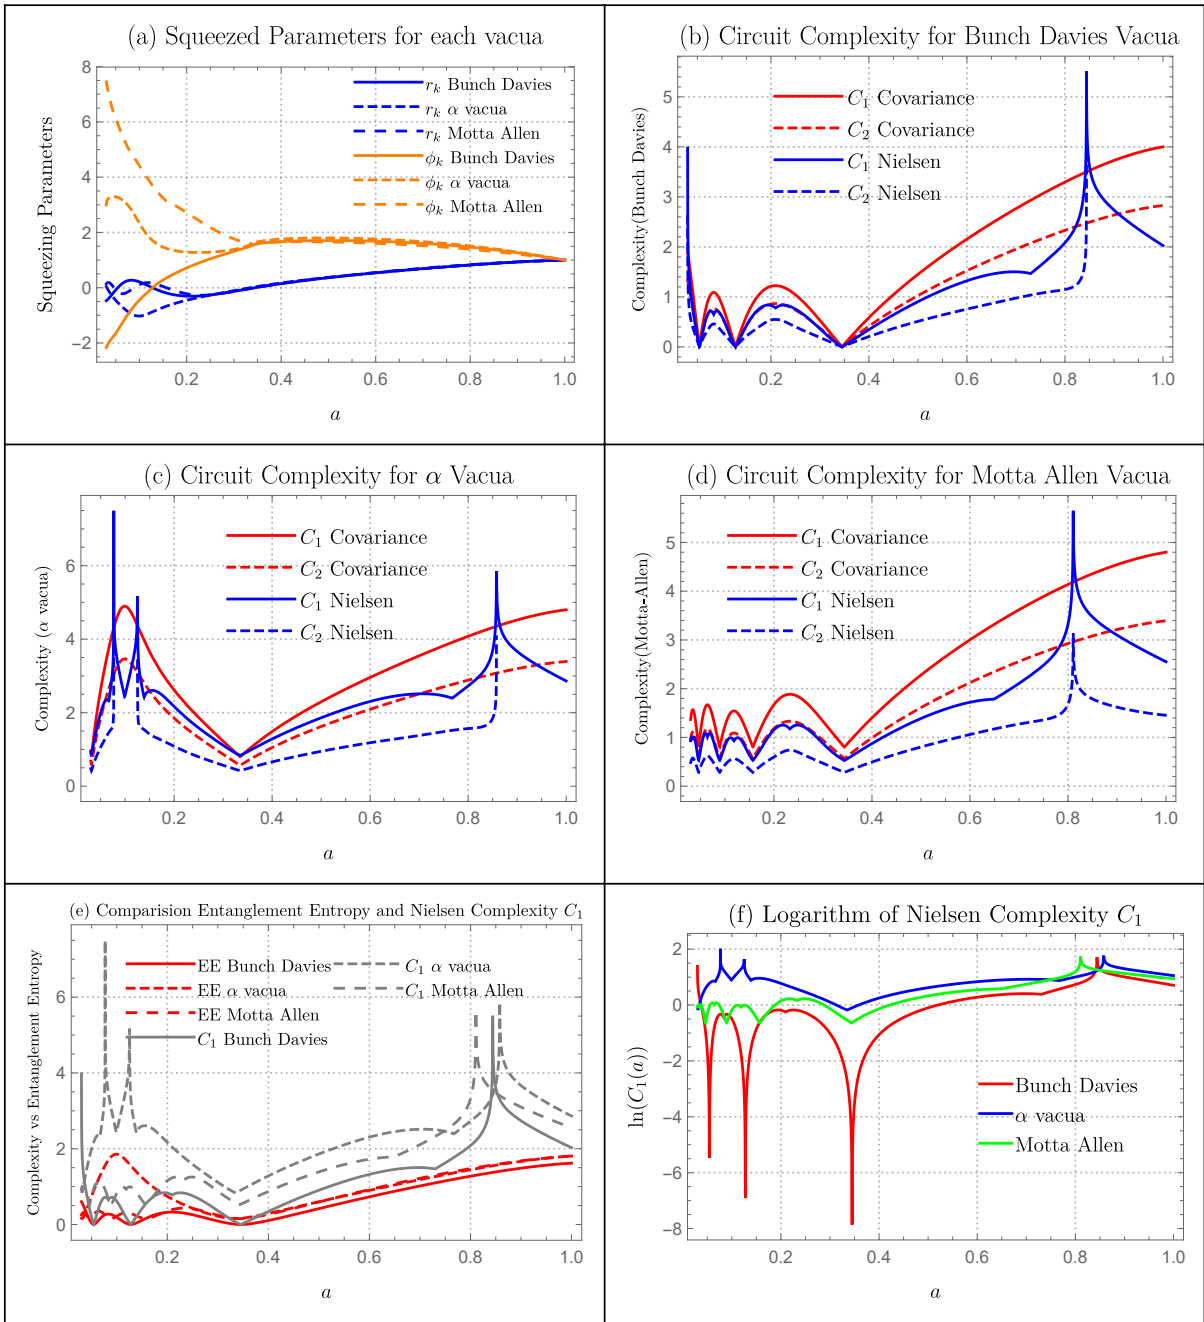 (a) Squeezed Parameters for each vacua
Squeezing Parameters
8
6
4
2
0
−2
r_k Bunch Davies
r_k α vacua
r_k Motta Allen
ϕ_k Bunch Davies
ϕ_k α vacua
ϕ_k Motta Allen
0.2 0.4 0.6 0.8 1.0
a
(b) Circuit Complexity for Bunch Davies Vacua
Complexity(Bunch Davies)
5
4
3
2
1
0
C_1 Covariance
C_2 Covariance
C_1 Nielsen
C_2 Nielsen
0.2 0.4 0.6 0.8 1.0
a
(c) Circuit Complexity for α Vacua
Complexity (α vacua)
6
4
2
0
C_1 Covariance
C_2 Covariance
C_1 Nielsen
C_2 Nielsen
0.2 0.4 0.6 0.8 1.0
a
(d) Circuit Complexity for Motta Allen Vacua
Complexity(Motta-Allen)
5
4
3
2
1
0
C_1 Covariance
C_2 Covariance
C_1 Nielsen
C_2 Nielsen
0.2 0.4 0.6 0.8 1.0
a
(e) Comparision Entanglement Entropy and Nielsen Complexity C_1
Complexity vs Entanglement Entropy
6
4
2
0
EE Bunch Davies
EE α vacua
EE Motta Allen
C_1 Bunch Davies
C_1 α vacua
C_1 Motta Allen
0.2 0.4 0.6 0.8 1.0
a
(f) Logarithm of Nielsen Complexity C_1
ln(C_1(a))
2
0
−2
−4
−6
−8
Bunch Davies
α vacua
Motta Allen
0.2 0.4 0.6 0.8 1.0
a